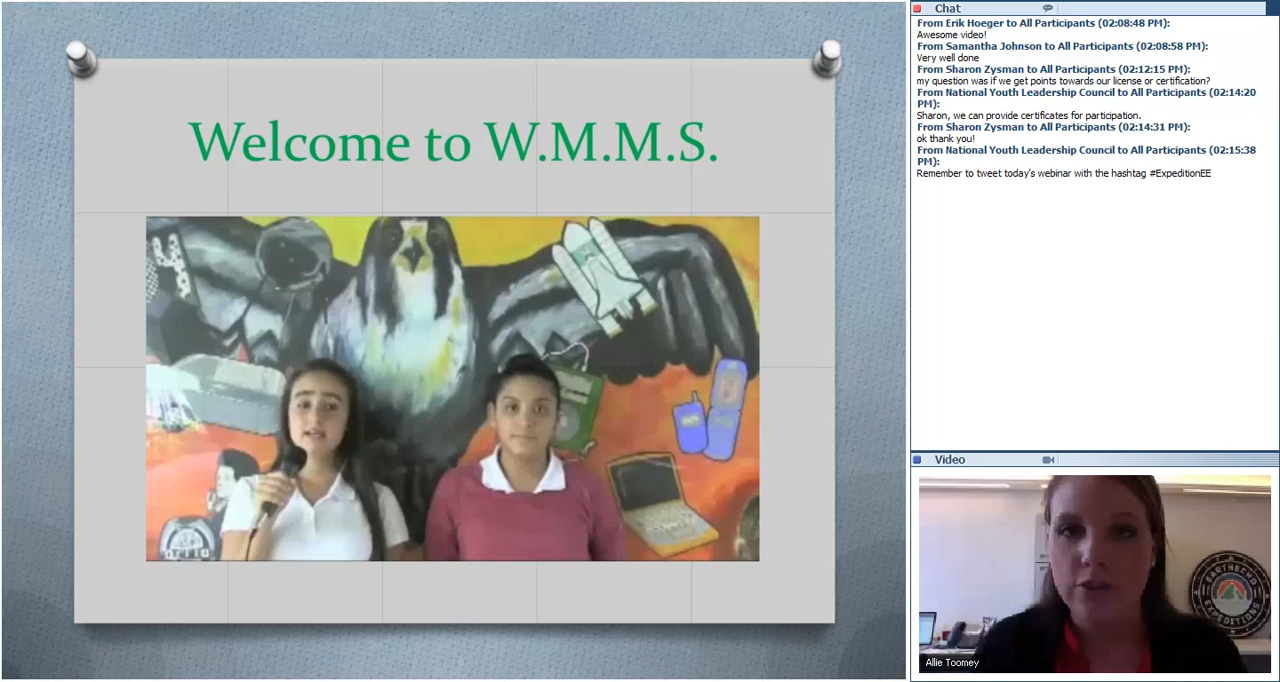 Welcome to W.M.M.S.
Chat
From Erik Hoeger to All Participants (02:08:48 PM):
Awesome video!
From Samantha Johnson to All Participants (02:08:58 PM):
Very well done
From Sharon Zysman to All Participants (02:12:15 PM):
my question was if we get points towards our license or certification?
From National Youth Leadership Council to All Participants (02:14:20
PM):
Sharon, we can provide certificates for participation.
From Sharon Zysman to All Participants (02:14:31 PM):
ok thank you!
From National Youth Leadership Council to All Participants (02:15:38
PM):
Remember to tweet today's webinar with the hashtag #ExpeditionEE
Video
EARTHECHO
EXPEDITIONS
Allie Toomey